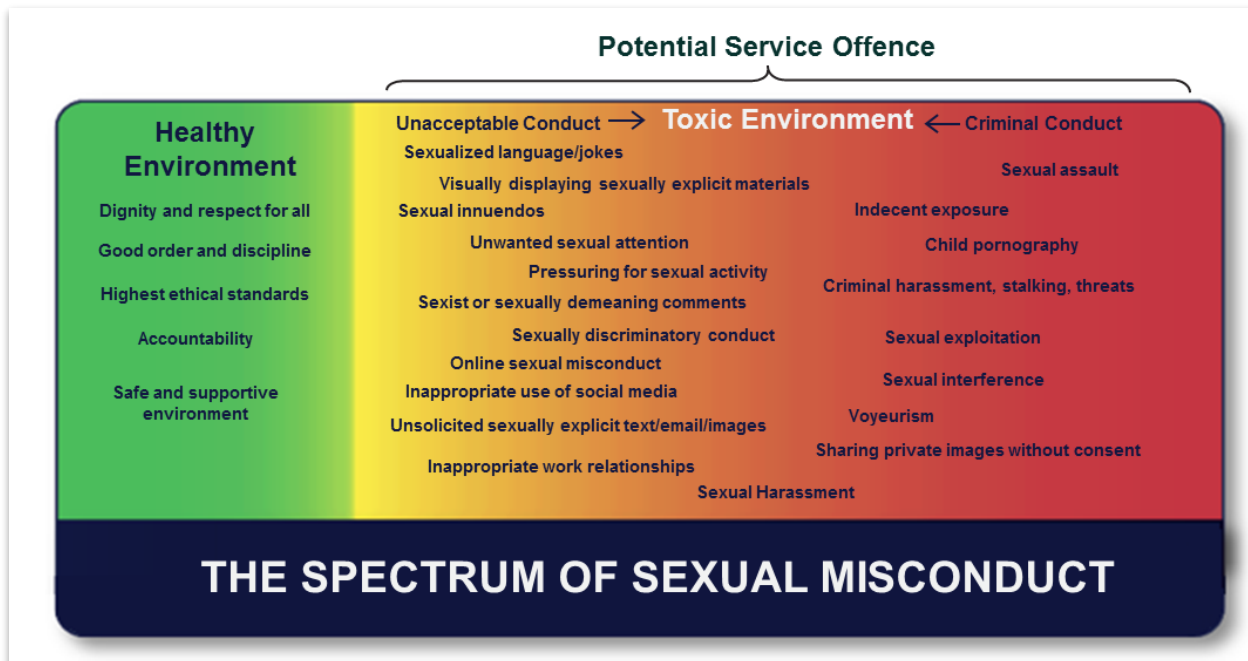 Potential Service Offence
Healthy
Environment
Dignity and respect for all
Good order and discipline
Highest ethical standards
Accountability
Safe and supportive
environment
Unacceptable Conduct → Toxic Environment ← Criminal Conduct
Sexualized language/jokes
Sexual assault
Visually displaying sexually explicit materials
Sexual innuendos
Indecent exposure
Unwanted sexual attention
Child pornography
Pressuring for sexual activity
Criminal harassment, stalking, threats
Sexist or sexually demeaning comments
Sexually discriminatory conduct
Sexual exploitation
Online sexual misconduct
Sexual interference
Inappropriate use of social media
Voyeurism
Unsolicited sexually explicit text/email/images
Sharing private images without consent
Inappropriate work relationships
Sexual Harassment
THE SPECTRUM OF SEXUAL MISCONDUCT